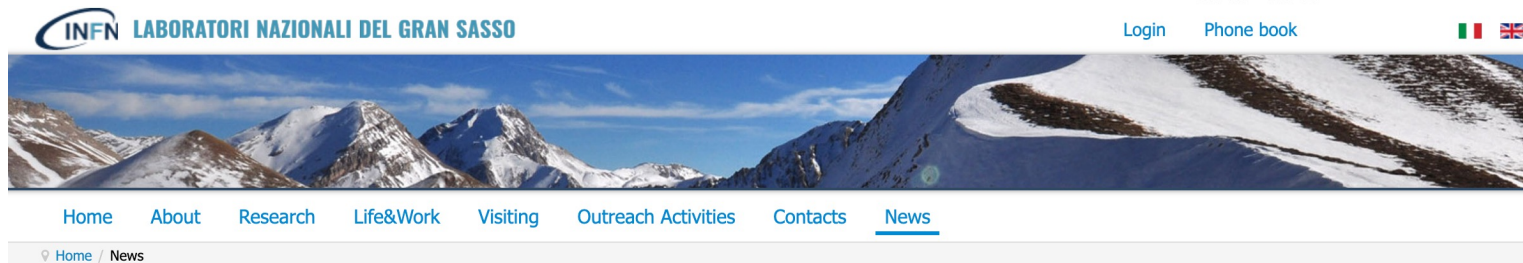 INFN LABORATORI NAZIONALI DEL GRAN SASSO Login Phone book
Home About Research Life&Work Visiting Outreach Activities Contacts News
Home / News